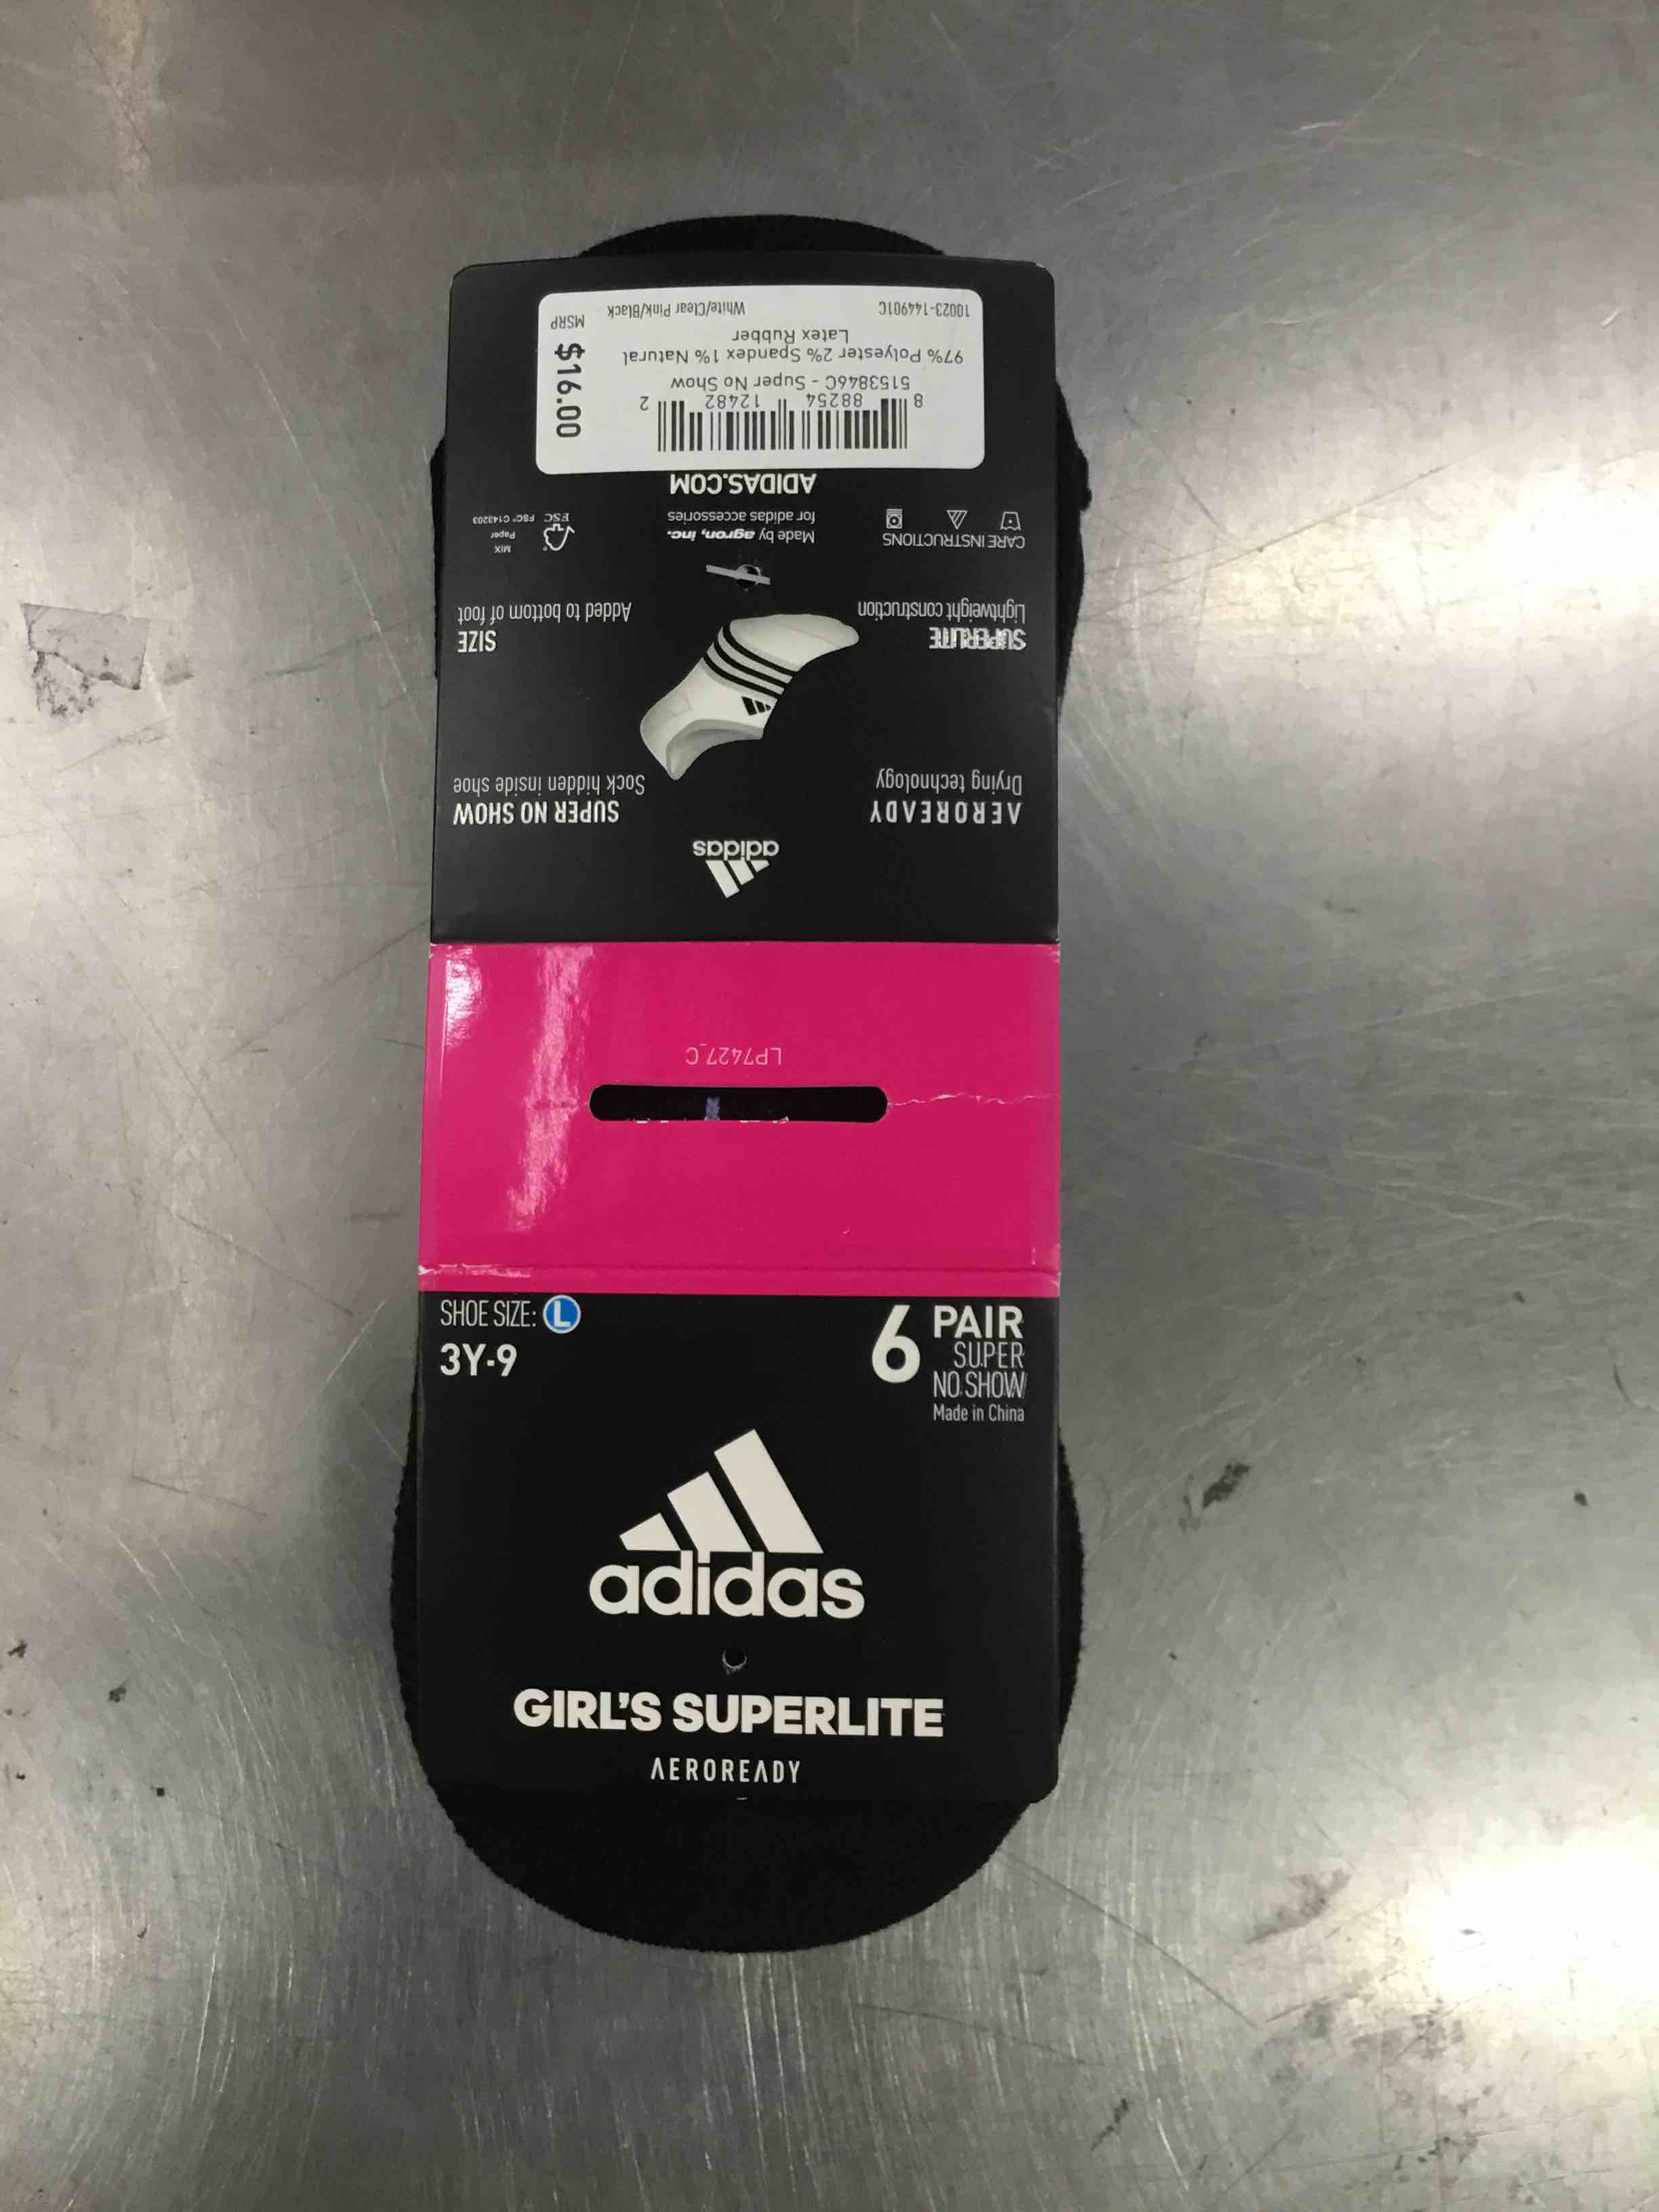 SHOE SIZE: L
3Y-9
6 PAIR
SUPER
NO SHOW
Made in China
adidas
GIRL'S SUPERLITE
AEROREADY
LP7427_C
adidas
AEROREADY
Drying technology
SUPER NO SHOW
Sock hidden inside shoe
SUPERLITE
Lightweight construction
SIZE
Added to bottom of foot
CARE INSTRUCTIONS
Made by agron, inc.
for adidas accessories
ADIDAS.COM
MIX
Paper
FSC
FSC® C143203
8 88254 12482 2
5153846C - Super No Show
97% Polyester 2% Spandex 1% Natural
Latex Rubber
10023-144901C
White/Clear Pink/Black
MSRP $16.00